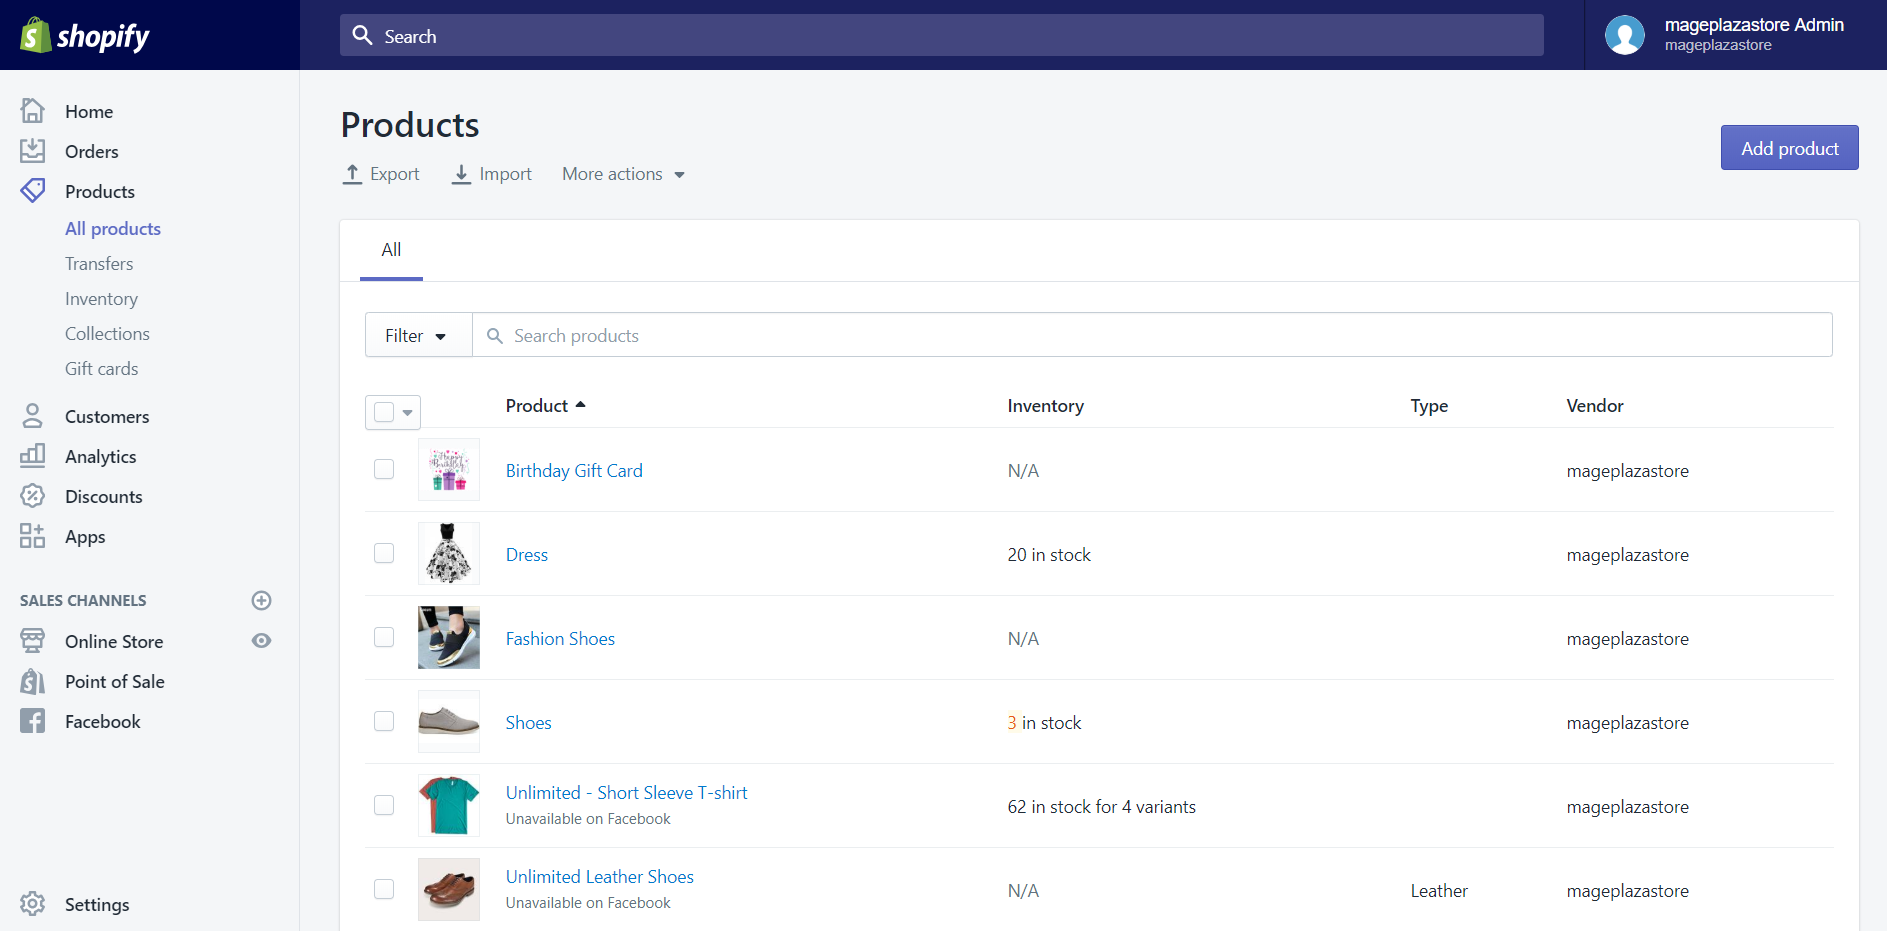 shopify
Search
mageplazastore Admin
mageplazastore
Home
Orders
Products
All products
Transfers
Inventory
Collections
Gift cards
Customers
Analytics
Discounts
Apps
SALES CHANNELS
Online Store
Point of Sale
Facebook
Settings
Products
Export Import More actions
Add product
All
Filter Search products
Product Inventory Type Vendor
Happy Birthday
Birthday Gift Card N/A mageplazastore
Dress 20 in stock mageplazastore
Fashion Shoes N/A mageplazastore
Shoes 3 in stock mageplazastore
Unlimited - Short Sleeve T-shirt
Unavailable on Facebook
62 in stock for 4 variants mageplazastore
Unlimited Leather Shoes
Unavailable on Facebook
N/A Leather mageplazastore